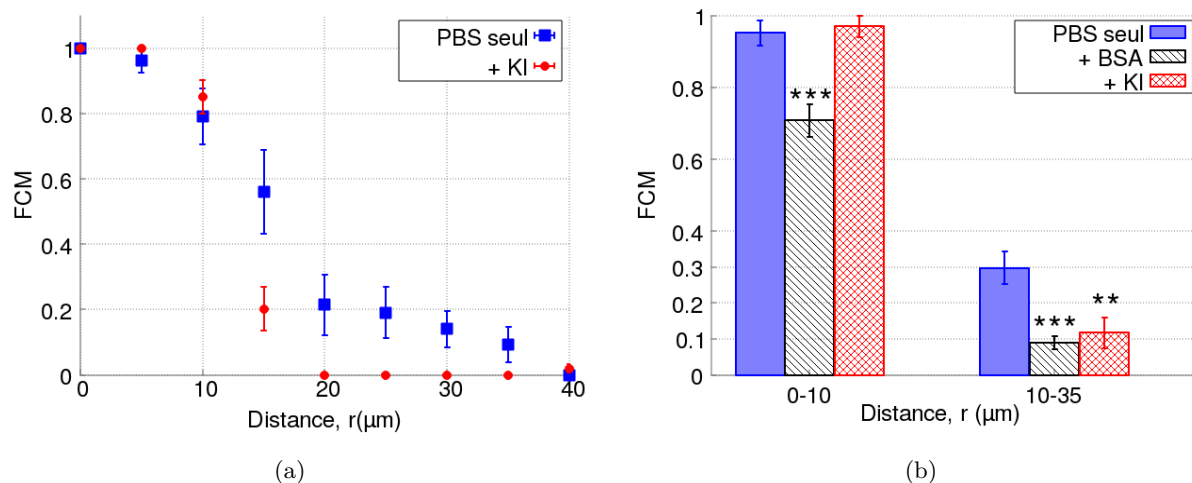 PBS seul
+ KI
1
0.8
0.6
0.4
0.2
0
FCM
0 10 20 30 40
Distance, r(µm)
(a)
PBS seul
+ BSA
+ KI
1
0.8
0.6
0.4
0.3
0.2
0.1
0
FCM
***
***
**
0-10 10-35
Distance, r (µm)
(b)